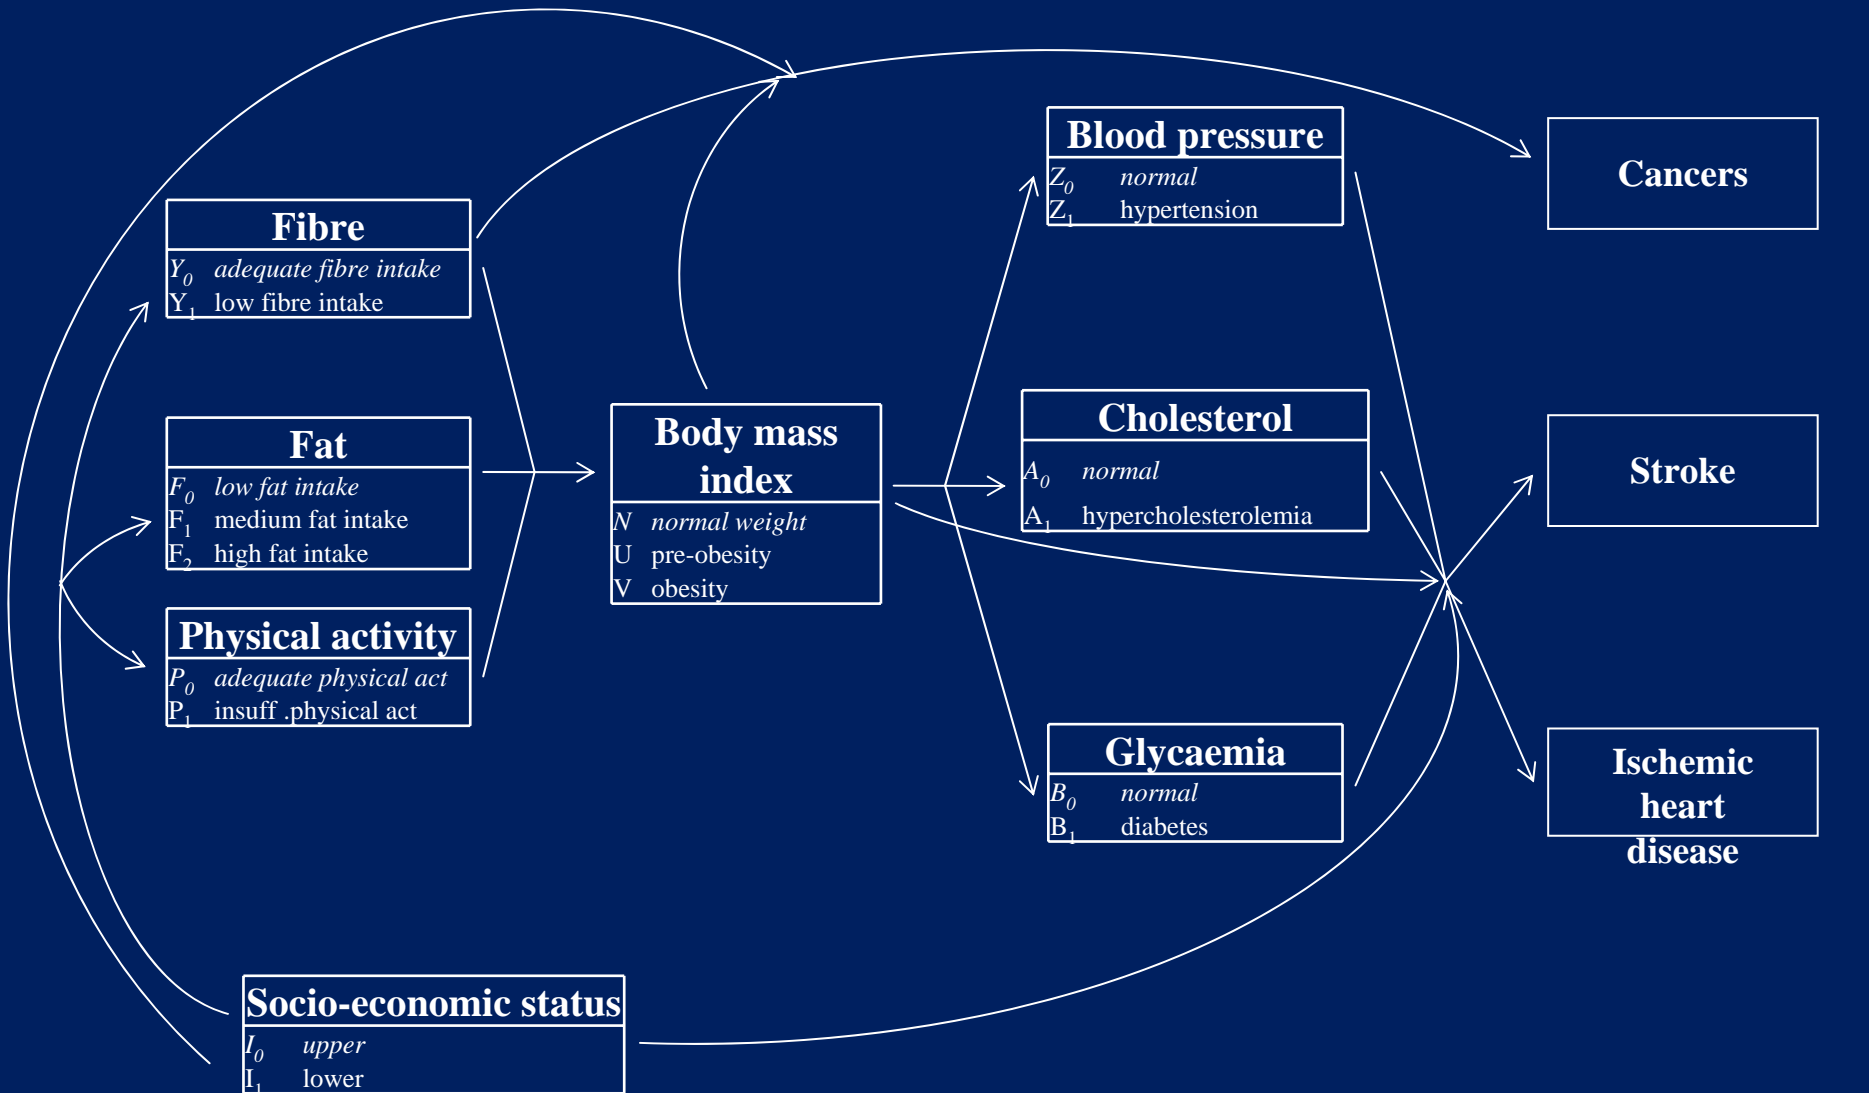 Fibre
Y0 adequate fibre intake
Y1 low fibre intake
Fat
F0 low fat intake
F1 medium fat intake
F2 high fat intake
Physical activity
P0 adequate physical act
P1 insuff .physical act
Socio-economic status
I0 upper
I1 lower
Body mass
index
N normal weight
U pre-obesity
V obesity
Blood pressure
Z0 normal
Z1 hypertension
Cholesterol
A0 normal
A1 hypercholesterolemia
Glycaemia
B0 normal
B1 diabetes
Cancers
Stroke
Ischemic
heart
disease